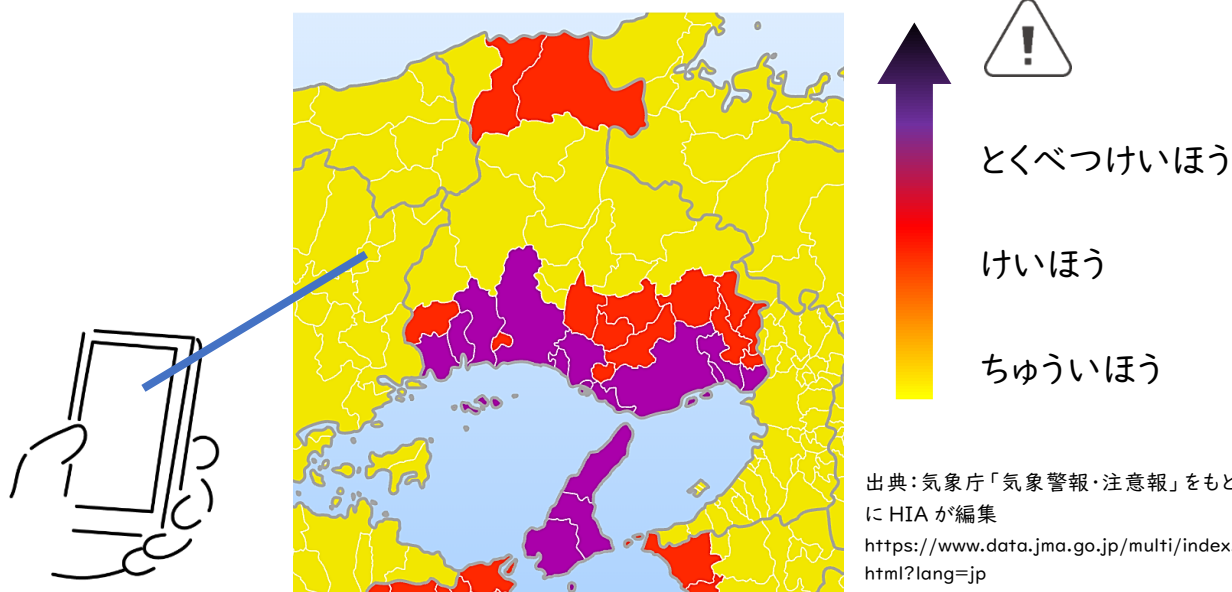 !
とくべつけいほう
けいほう
ちゅういほう
出典:気象庁「気象警報・注意報」をもと
に HIA が編集
https://www.data.jma.go.jp/multi/index
html?lang=jp